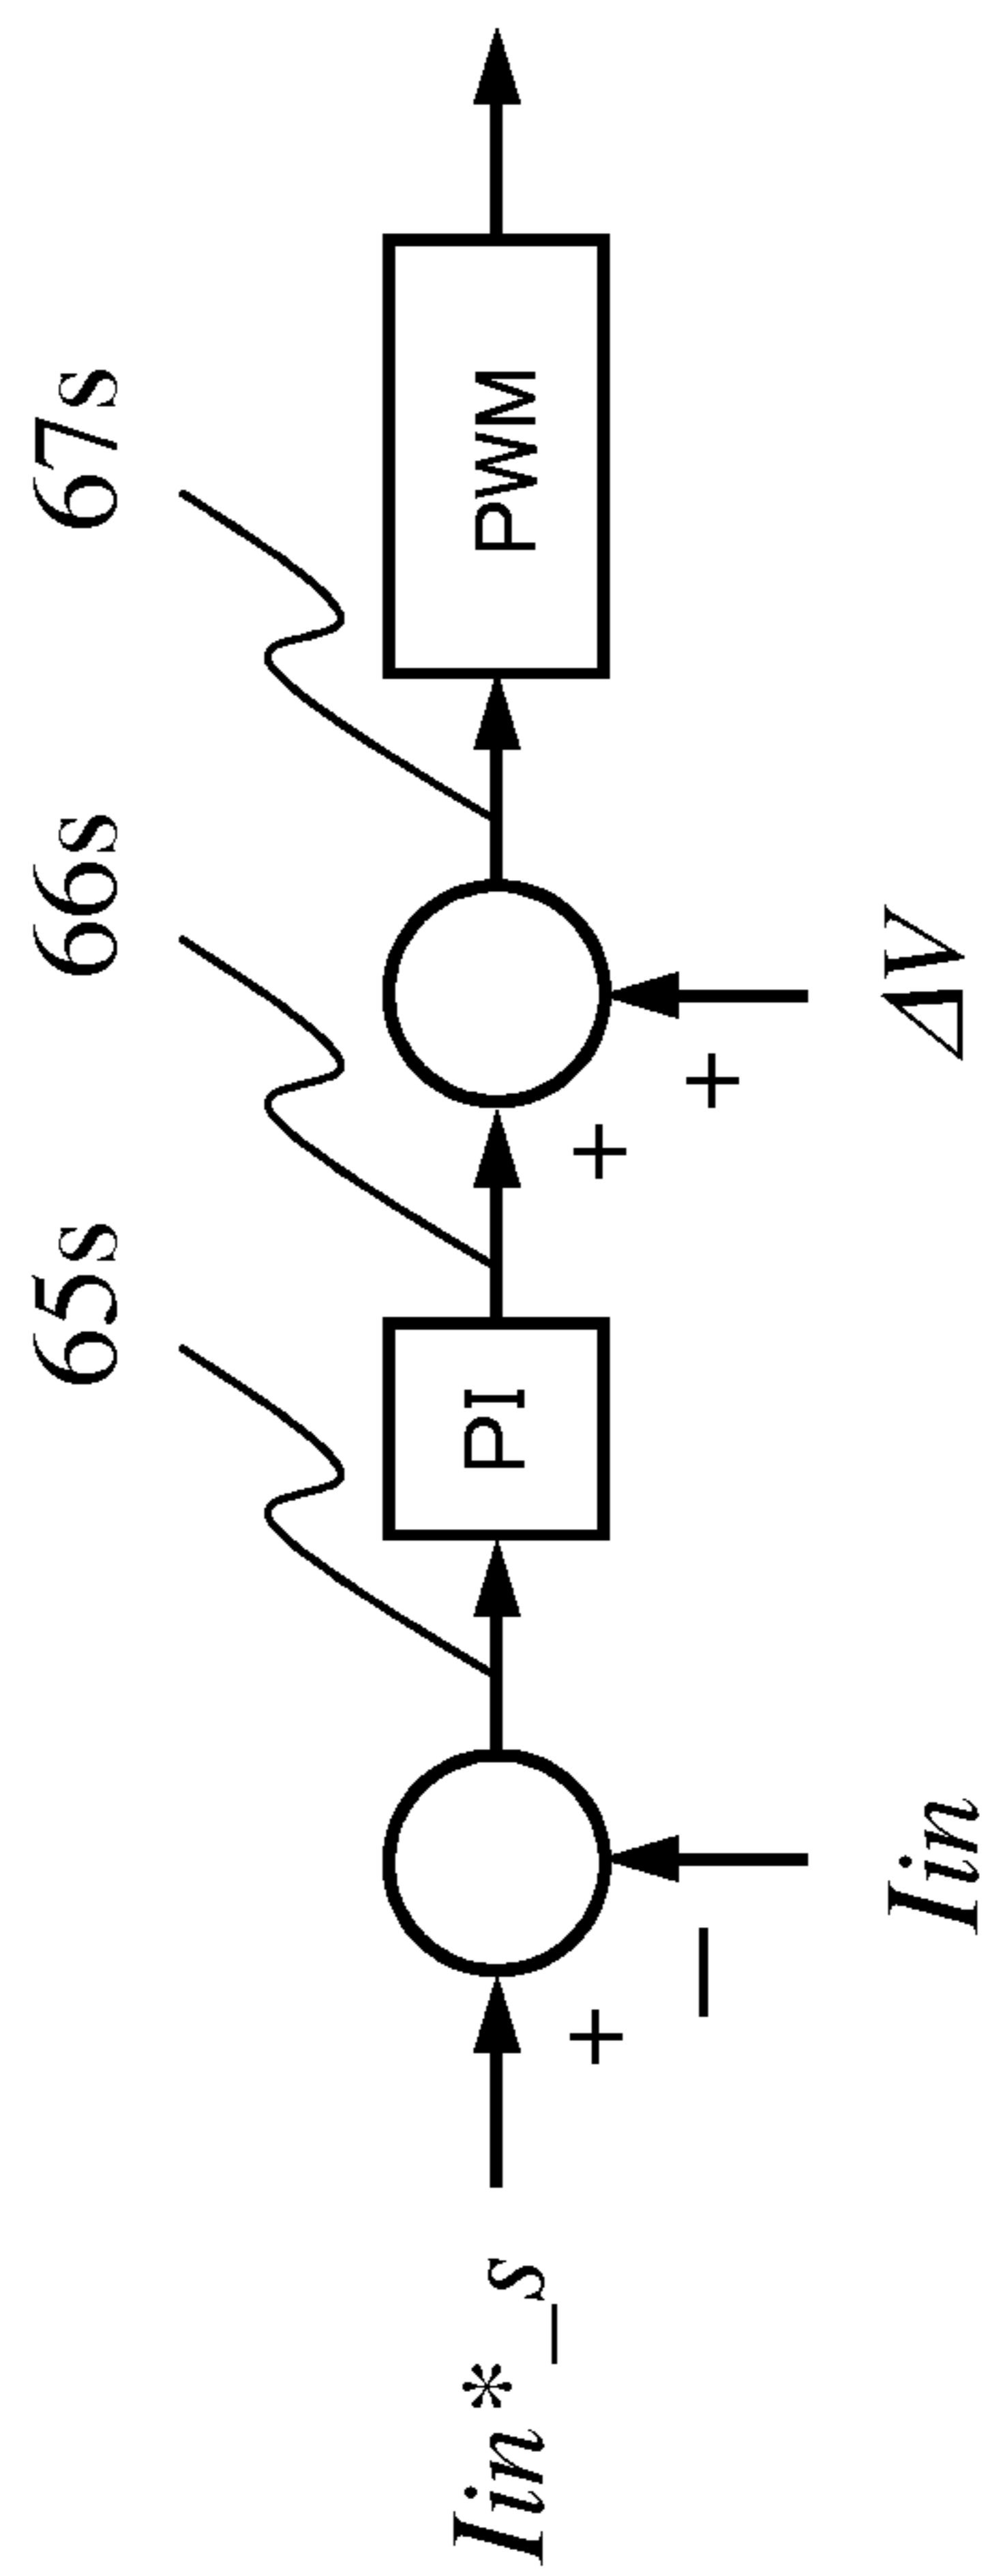 65s 66s 67s
Iin*_s + PI + PWM
− +
Iin ΔV